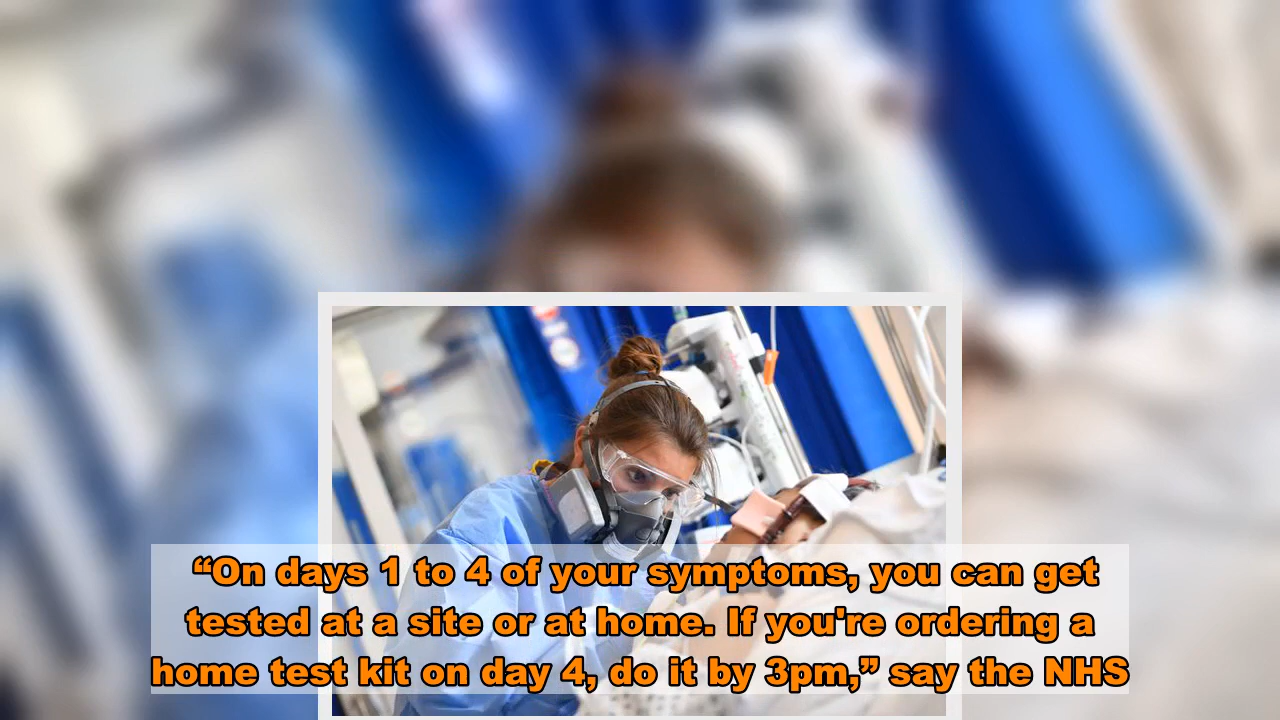 “On days 1 to 4 of your symptoms, you can get
tested at a site or at home. If you're ordering a
home test kit on day 4, do it by 3pm,” say the NHS